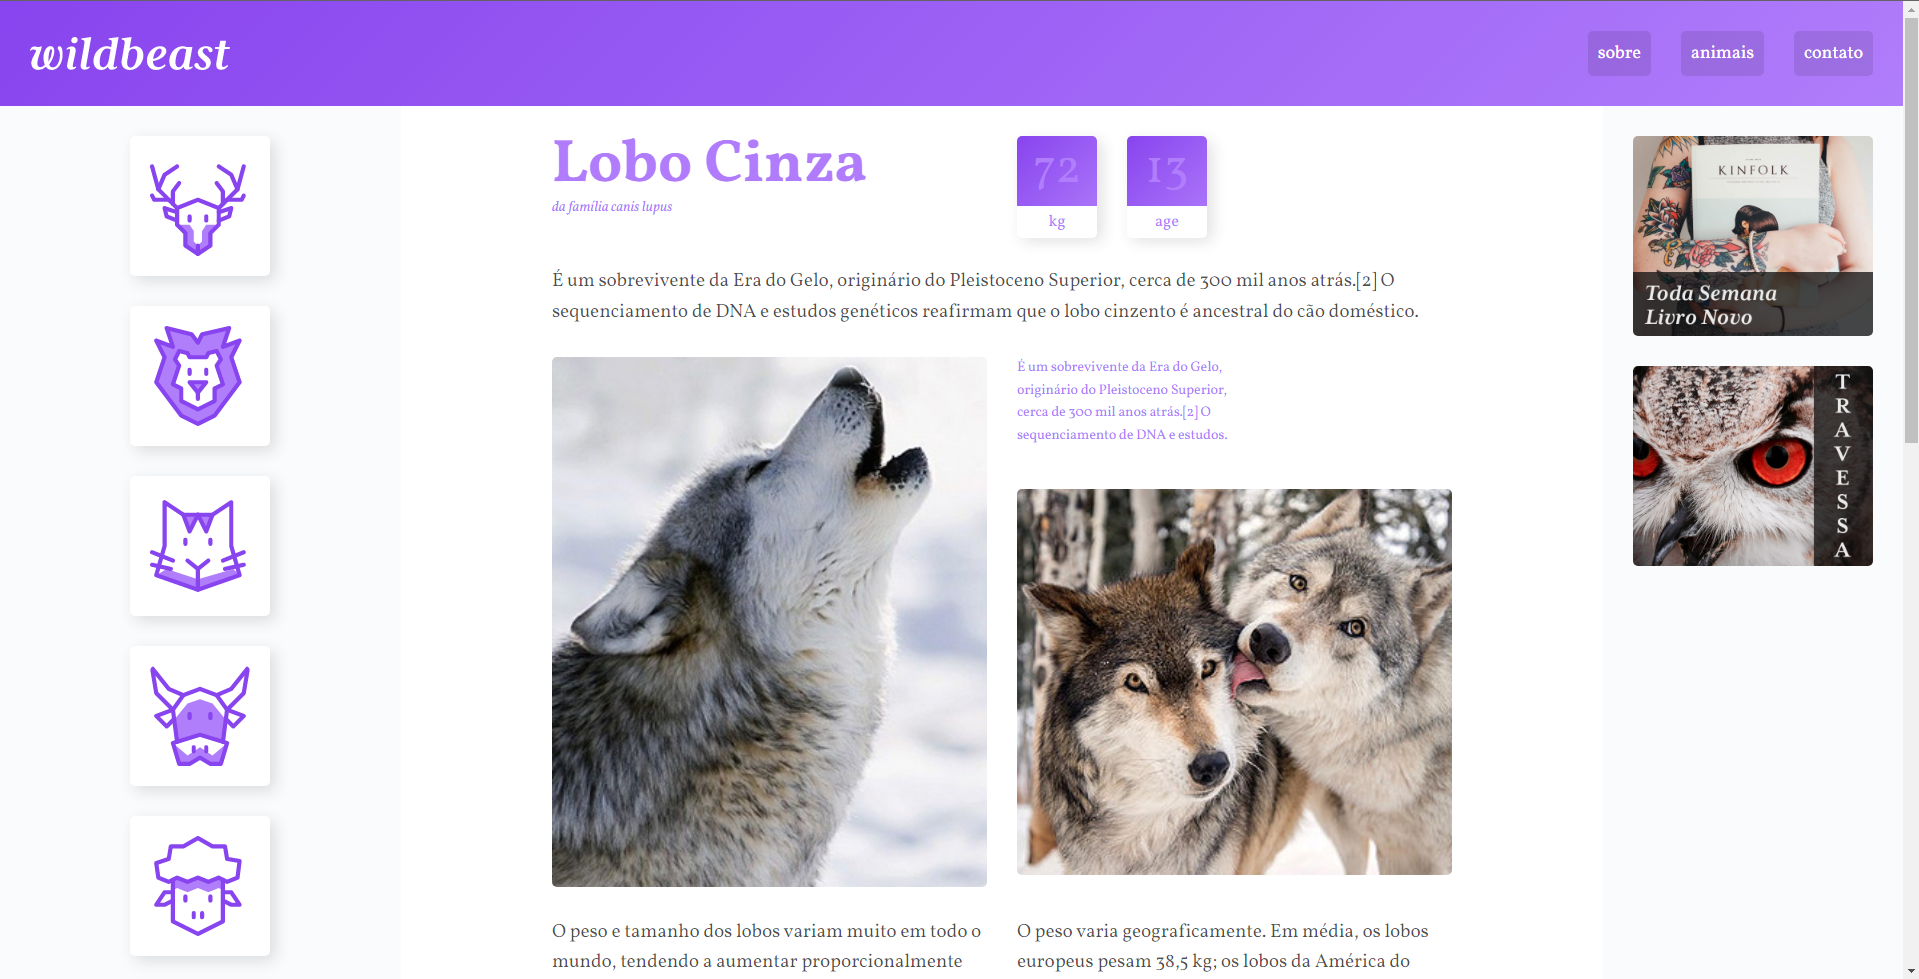 wildbeast
sobre
animais
contato
Lobo Cinza
da família canis lupus
72
kg
13
age
É um sobrevivente da Era do Gelo, originário do Pleistoceno Superior, cerca de 300 mil anos atrás.[2] O
sequenciamento de DNA e estudos genéticos reafirmam que o lobo cinzento é ancestral do cão doméstico.
É um sobrevivente da Era do Gelo,
originário do Pleistoceno Superior,
cerca de 300 mil anos atrás.[2] O
sequenciamento de DNA e estudos.
O peso e tamanho dos lobos variam muito em todo o
mundo, tendendo a aumentar proporcionalmente
O peso varia geograficamente. Em média, os lobos
europeus pesam 38,5 kg; os lobos da América do
KINFOLK
Toda Semana
Livro Novo
TRAVESSA